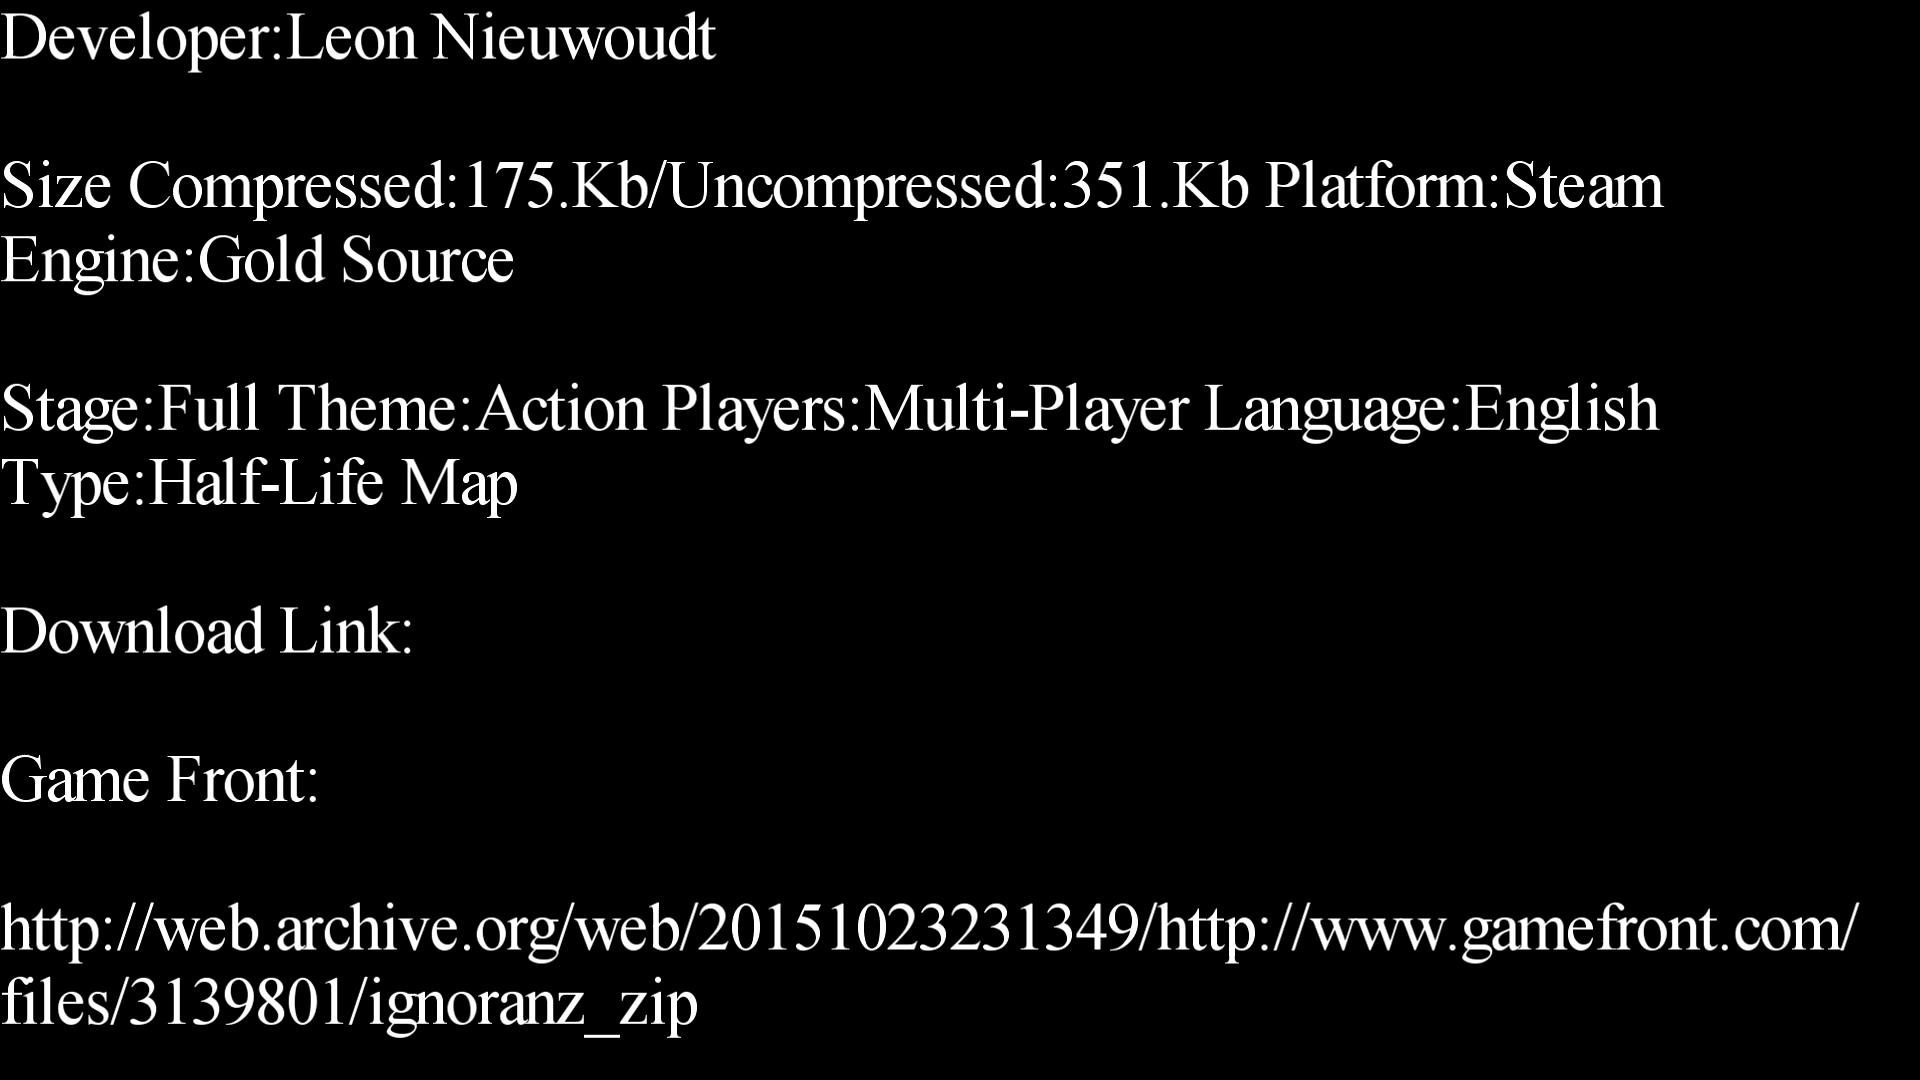 Developer:Leon Nieuwoudt
Size Compressed:175.Kb/Uncompressed:351.Kb Platform:Steam
Engine:Gold Source
Stage:Full Theme:Action Players:Multi-Player Language:English
Type:Half-Life Map
Download Link:
Game Front:
http://web.archive.org/web/20151023231349/http://www.gamefront.com/
files/3139801/ignoranz_zip